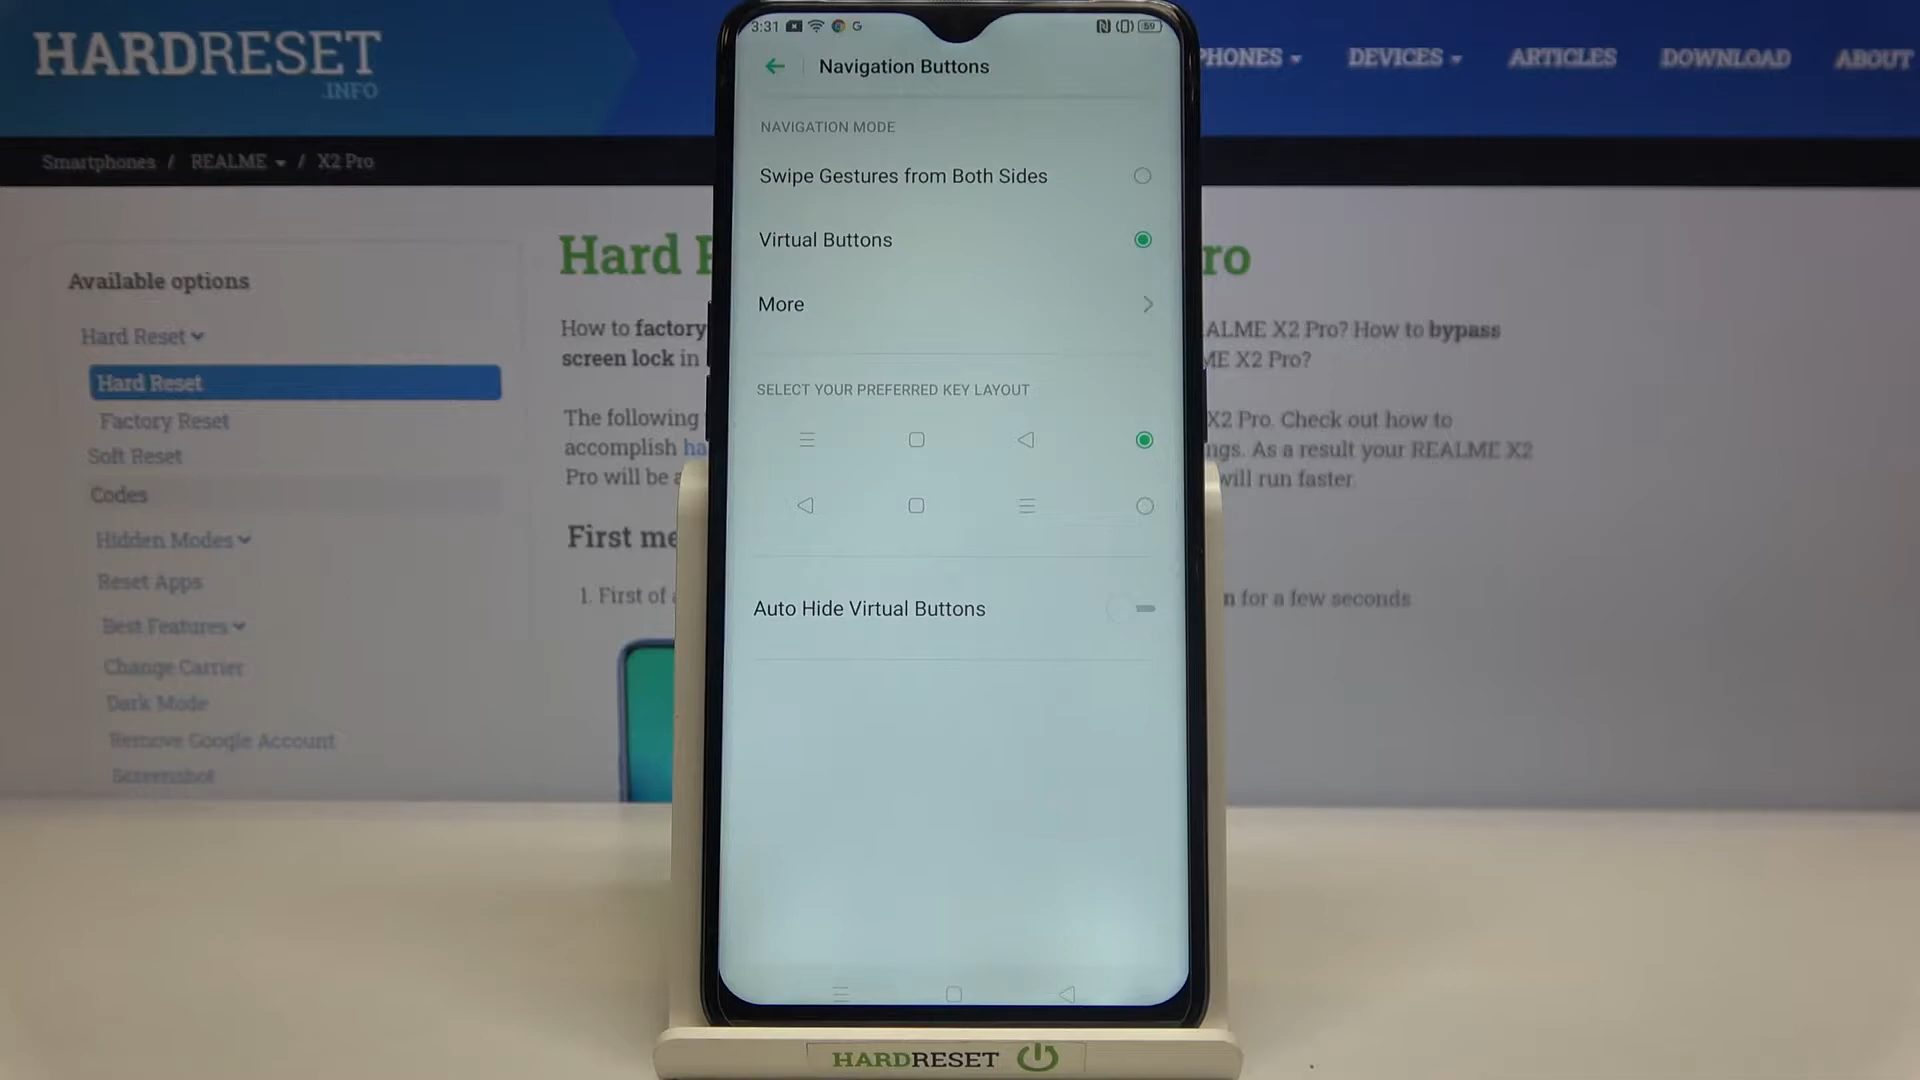 HARDRESET
.INFO
PHONES
DEVICES
ARTICLES
DOWNLOAD
ABOUT
Smartphones / REALME / X2 Pro
Available options
Hard Reset
Hard Reset
Factory Reset
Soft Reset
Codes
Hidden Modes
Reset Apps
Best Features
Change Carrier
Dark Mode
Remove Google Account
Screenshot
Hard
ro
How to factory
ALME X2 Pro? How to bypass
screen lock in
ME X2 Pro?
The following
X2 Pro. Check out how to
accomplish ha
ngs. As a result your REALME X2
Pro will be a
will run faster.
First me
1. First of
n for a few seconds
3:31
G
59
Navigation Buttons
NAVIGATION MODE
Swipe Gestures from Both Sides
Virtual Buttons
More
SELECT YOUR PREFERRED KEY LAYOUT
Auto Hide Virtual Buttons
HARDRESET